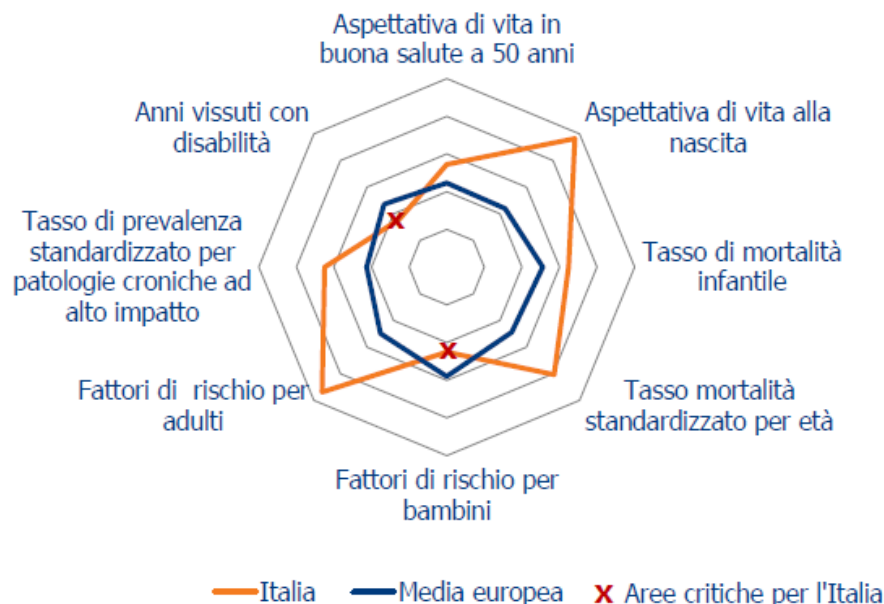 Aspettativa di vita in
buona salute a 50 anni
Anni vissuti con
disabilità
Aspettativa di vita alla
nascita
Tasso di prevalenza
standardizzato per
patologie croniche ad
alto impatto
Tasso di mortalità
infantile
Fattori di rischio per
adulti
Tasso mortalità
standardizzato per età
Fattori di rischio per
bambini
x
x
Italia
Media europea
x Aree critiche per l'Italia